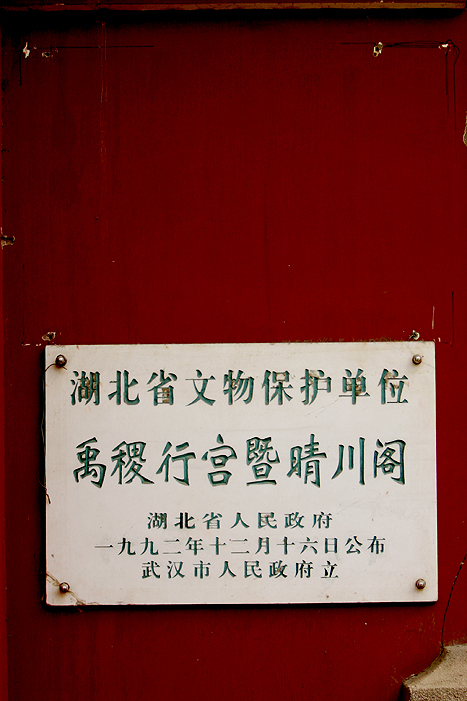 湖北省文物保护单位
禹稷行宫暨晴川阁
湖北省人民政府
一九九二年十二月十六日公布
武汉市人民政府立